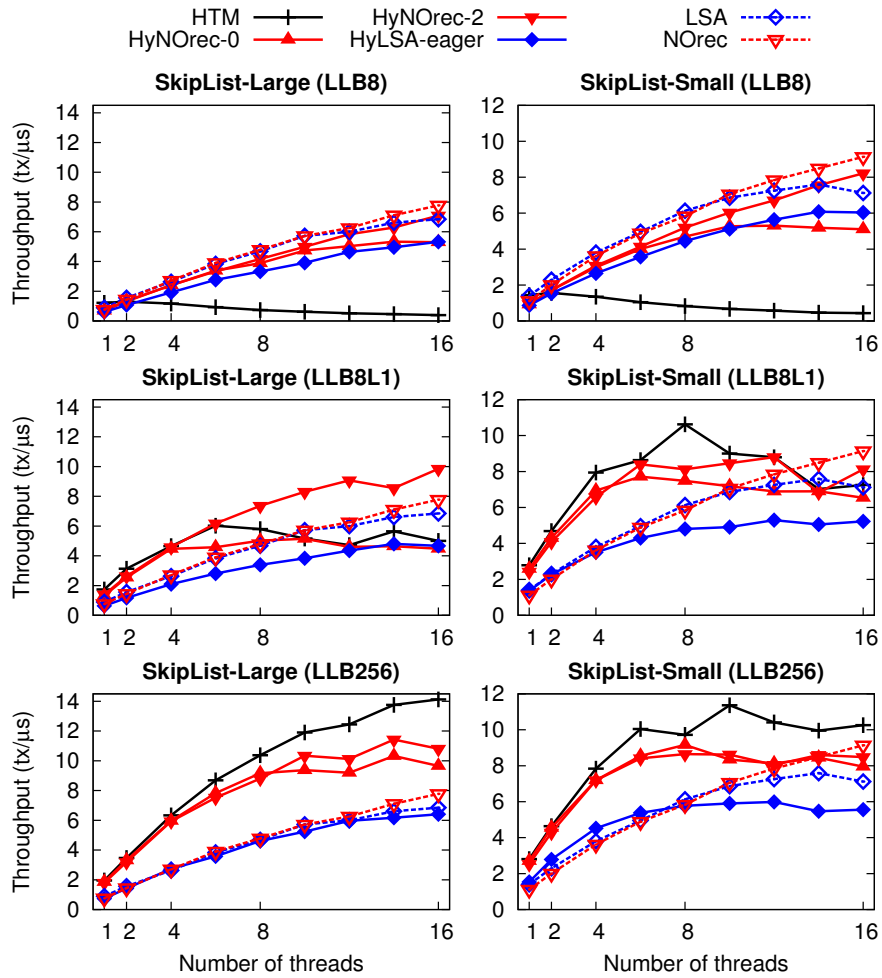 HTM HyNOrec-2 LSA
HyNOrec-0 HyLSA-eager NOrec
SkipList-Large (LLB8) SkipList-Small (LLB8)
Throughput (tx/µs)
14
12
10
8
6
4
2
0
1 2 4 8 16
12
10
8
6
4
2
0
1 2 4 8 16
SkipList-Large (LLB8L1) SkipList-Small (LLB8L1)
Throughput (tx/µs)
14
12
10
8
6
4
2
0
1 2 4 8 16
12
10
8
6
4
2
0
1 2 4 8 16
SkipList-Large (LLB256) SkipList-Small (LLB256)
Throughput (tx/µs)
14
12
10
8
6
4
2
0
1 2 4 8 16
Number of threads
12
10
8
6
4
2
0
1 2 4 8 16
Number of threads